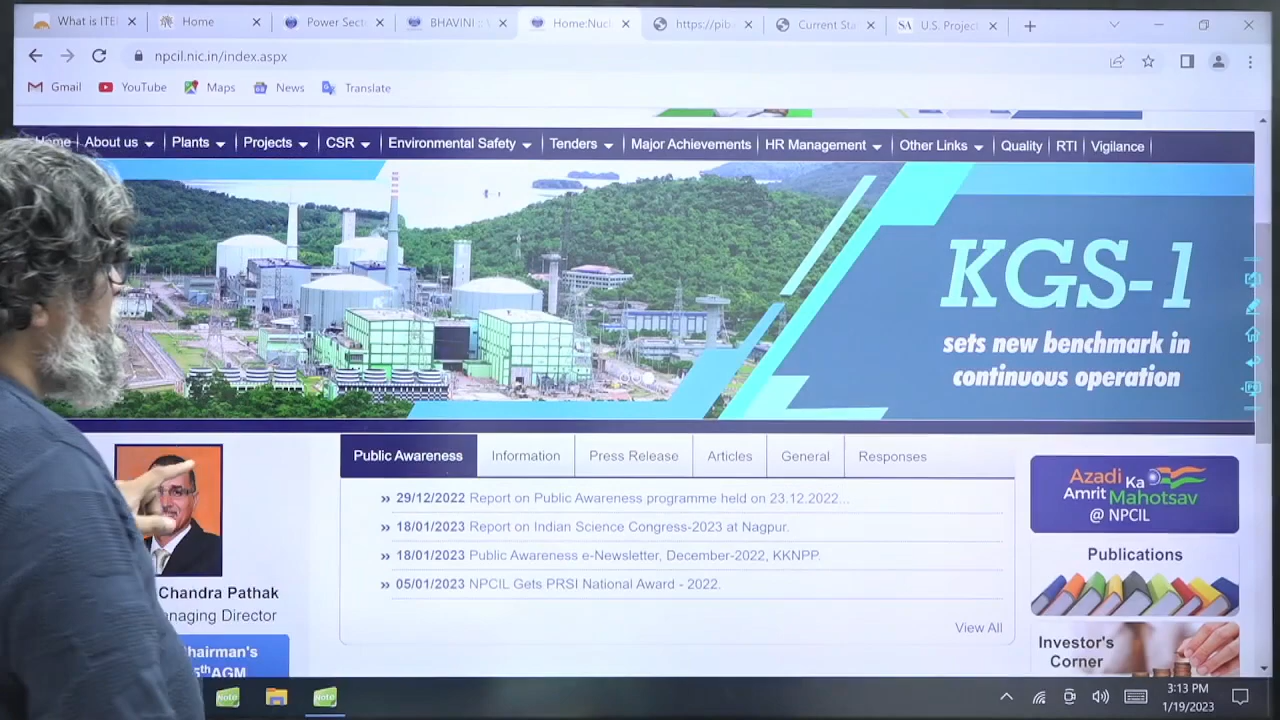 What is ITE
Home
Power Sect
BHAVINI ::
Home:Nucl
https://pib
Current Sta
SA U.S. Project
npcil.nic.in/index.aspx
Gmail
YouTube
Maps
News
Translate
Home
About us
Plants
Projects
CSR
Environmental Safety
Tenders
Major Achievements
HR Management
Other Links
Quality
RTI
Vigilance
KGS-1
sets new benchmark in
continuous operation
Public Awareness
Information
Press Release
Articles
General
Responses
» 29/12/2022 Report on Public Awareness programme held on 23.12.2022...
» 18/01/2023 Report on Indian Science Congress-2023 at Nagpur.
» 18/01/2023 Public Awareness e-Newsletter, December-2022, KKNPP.
» 05/01/2023 NPCIL Gets PRSI National Award - 2022.
View All
Chandra Pathak
naging Director
hairman's
5th AGM
Azadi Ka
Amrit Mahotsav
@ NPCIL
Publications
Investor's
Corner
Note
Note
3:13 PM
1/19/2023